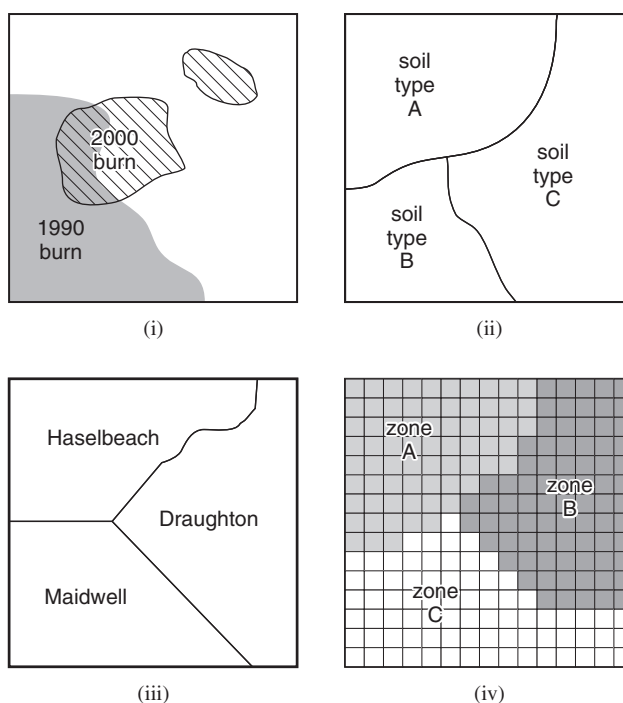 2000
burn
1990
burn
(i)
soil
type
A
soil
type
C
soil
type
B
(ii)
Haselbeach
Draughton
Maidwell
(iii)
zone
A
zone
B
zone
C
(iv)